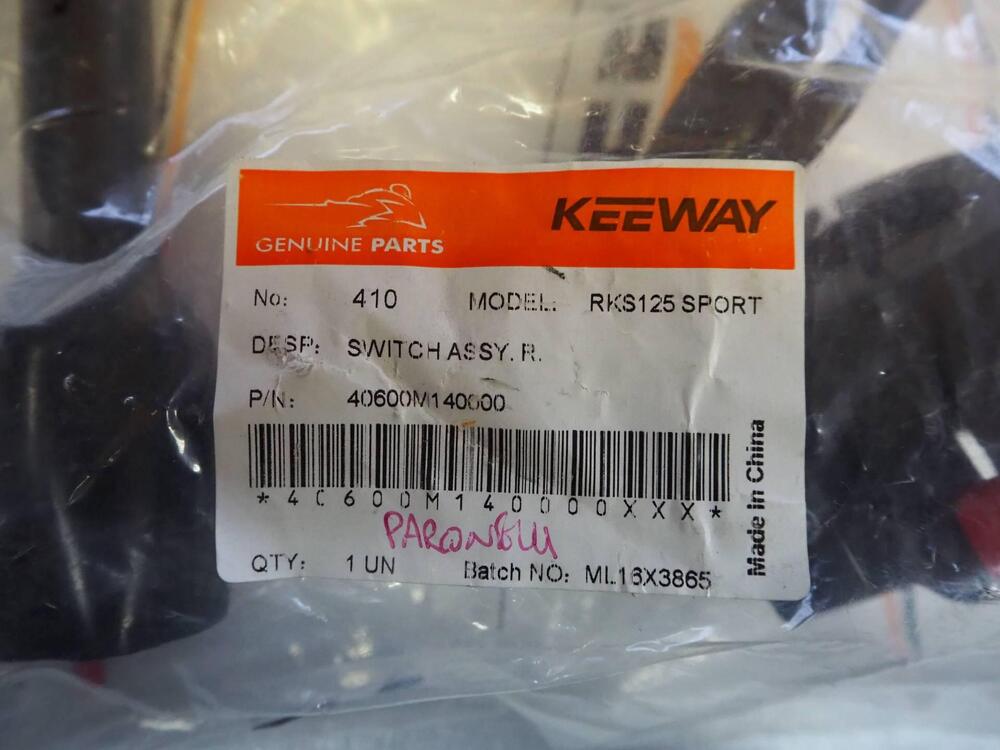 GENUINE PARTS
KEEWAY
No: 410 MODEL: RKS125 SPORT
DESP: SWITCH ASSY. R.
P/N: 40600M140000
*40600M140000XXX*
QTY: 1 UN Batch NO: ML16X3865
Made in China